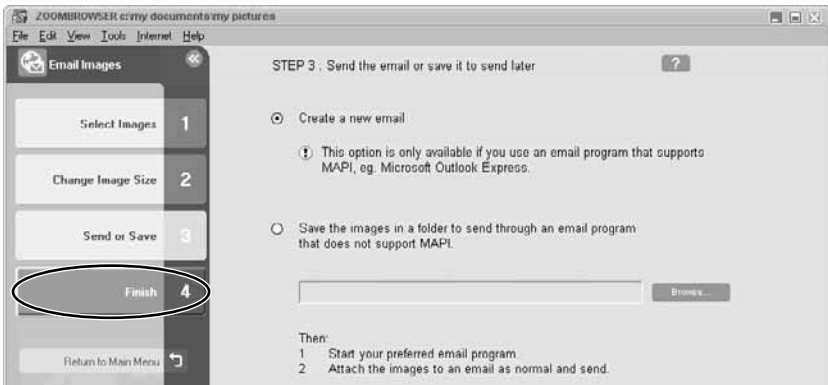 ZOOMBROWSER c:\my documents\my pictures
File Edit View Tools Internet Help
Email Images
Select Images 1
Change Image Size 2
Send or Save 3
Finish 4
Return to Main Menu
STEP 3 : Send the email or save it to send later ?
Create a new email
This option is only available if you use an email program that supports
MAPI, eg. Microsoft Outlook Express.
Save the images in a folder to send through an email program
that does not support MAPI.
Browse...
Then:
1 Start your preferred email program.
2 Attach the images to an email as normal and send.